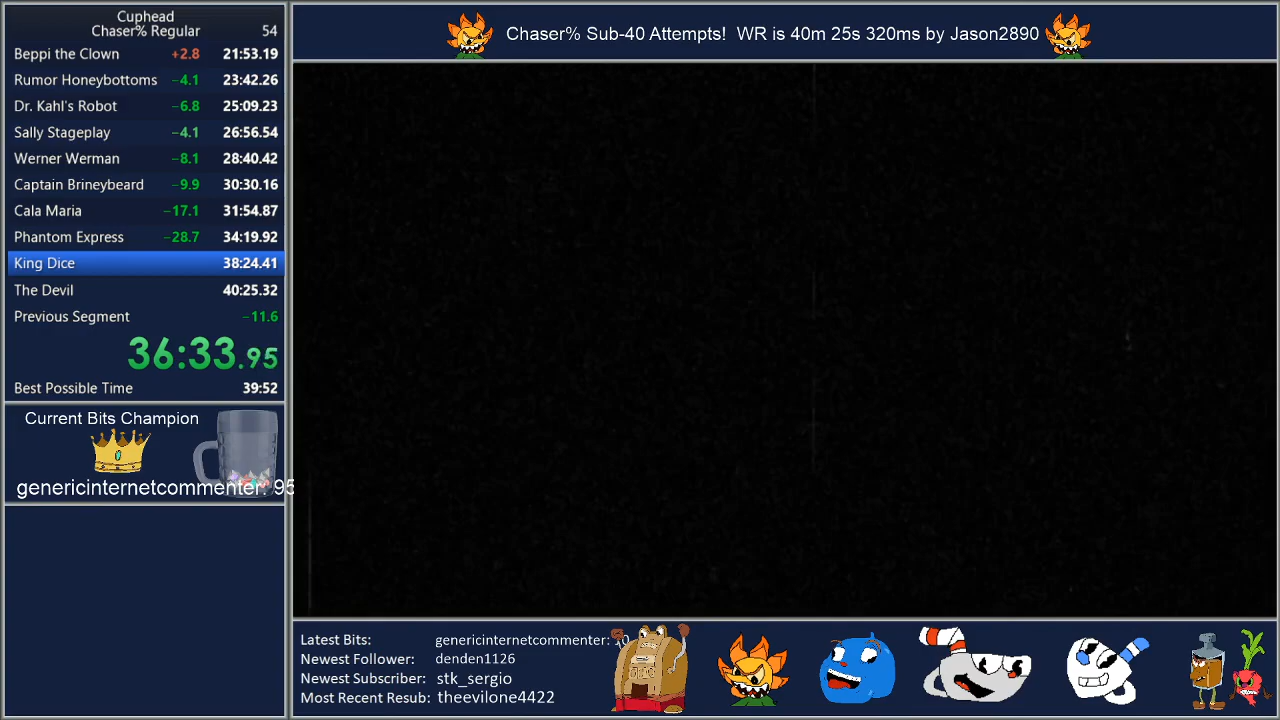 Cuphead
Chaser% Regular 54
Beppi the Clown +2.8 21:53.19
Rumor Honeybottoms −4.1 23:42.26
Dr. Kahl's Robot −6.8 25:09.23
Sally Stageplay −4.1 26:56.54
Werner Werman −8.1 28:40.42
Captain Brineybeard −9.9 30:30.16
Cala Maria −17.1 31:54.87
Phantom Express −28.7 34:19.92
King Dice 38:24.41
The Devil 40:25.32
Previous Segment −11.6
36:33.95
Best Possible Time 39:52
Current Bits Champion
genericinternetcommenter: 95
Chaser% Sub-40 Attempts! WR is 40m 25s 320ms by Jason2890
Latest Bits: genericinternetcommenter:
Newest Follower: denden1126
Newest Subscriber: stk_sergio
Most Recent Resub: theevilone4422